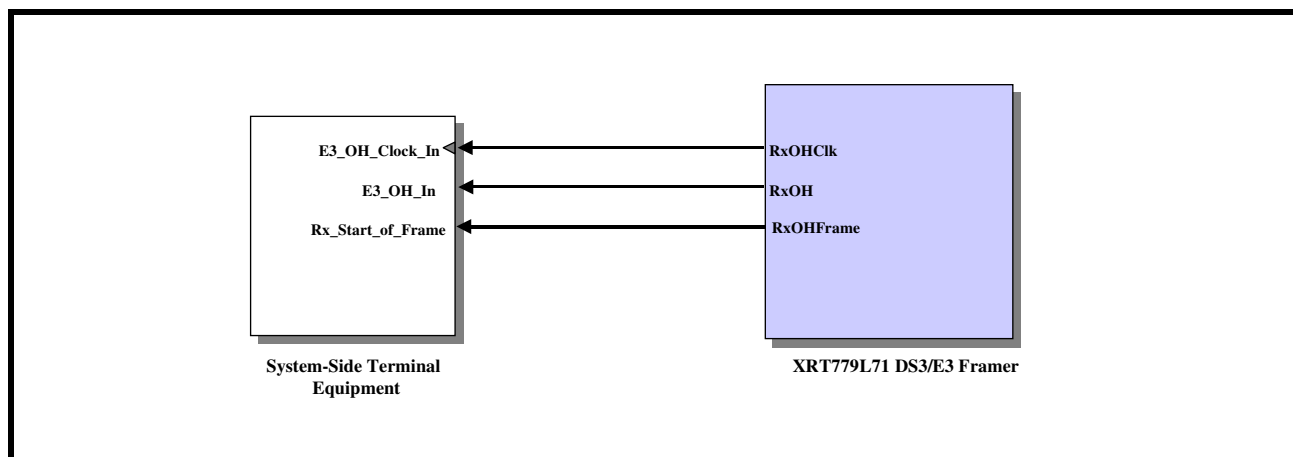 E3_OH_Clock_In
RxOHClk
E3_OH_In
RxOH
Rx_Start_of_Frame
RxOHFrame
System-Side Terminal
Equipment
XRT779L71 DS3/E3 Framer